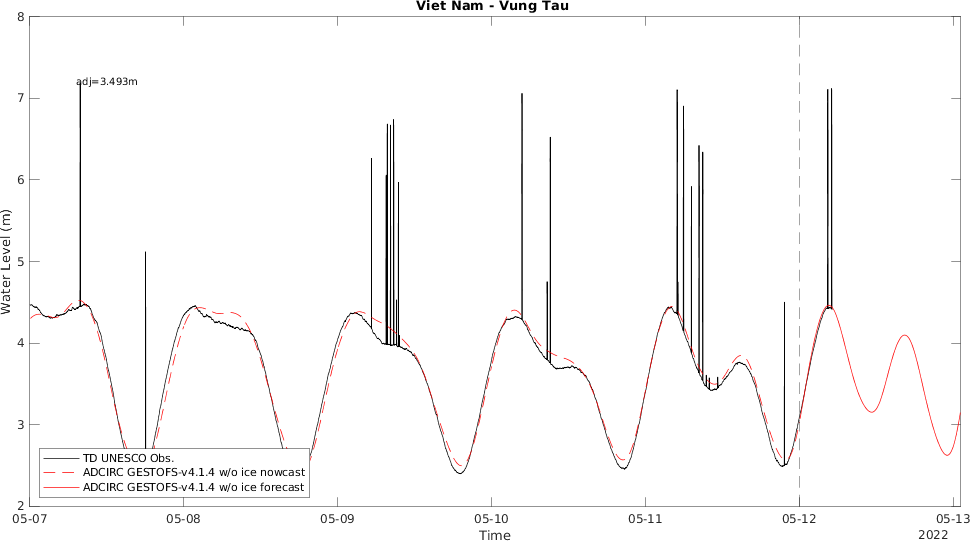 Viet Nam - Vung Tau
8
adj=3.493m
7
6
5
4
3
2
Water Level (m)
TD UNESCO Obs.
ADCIRC GESTOFS-v4.1.4 w/o ice nowcast
ADCIRC GESTOFS-v4.1.4 w/o ice forecast
05-07 05-08 05-09 05-10 05-11 05-12 05-13
Time
2022